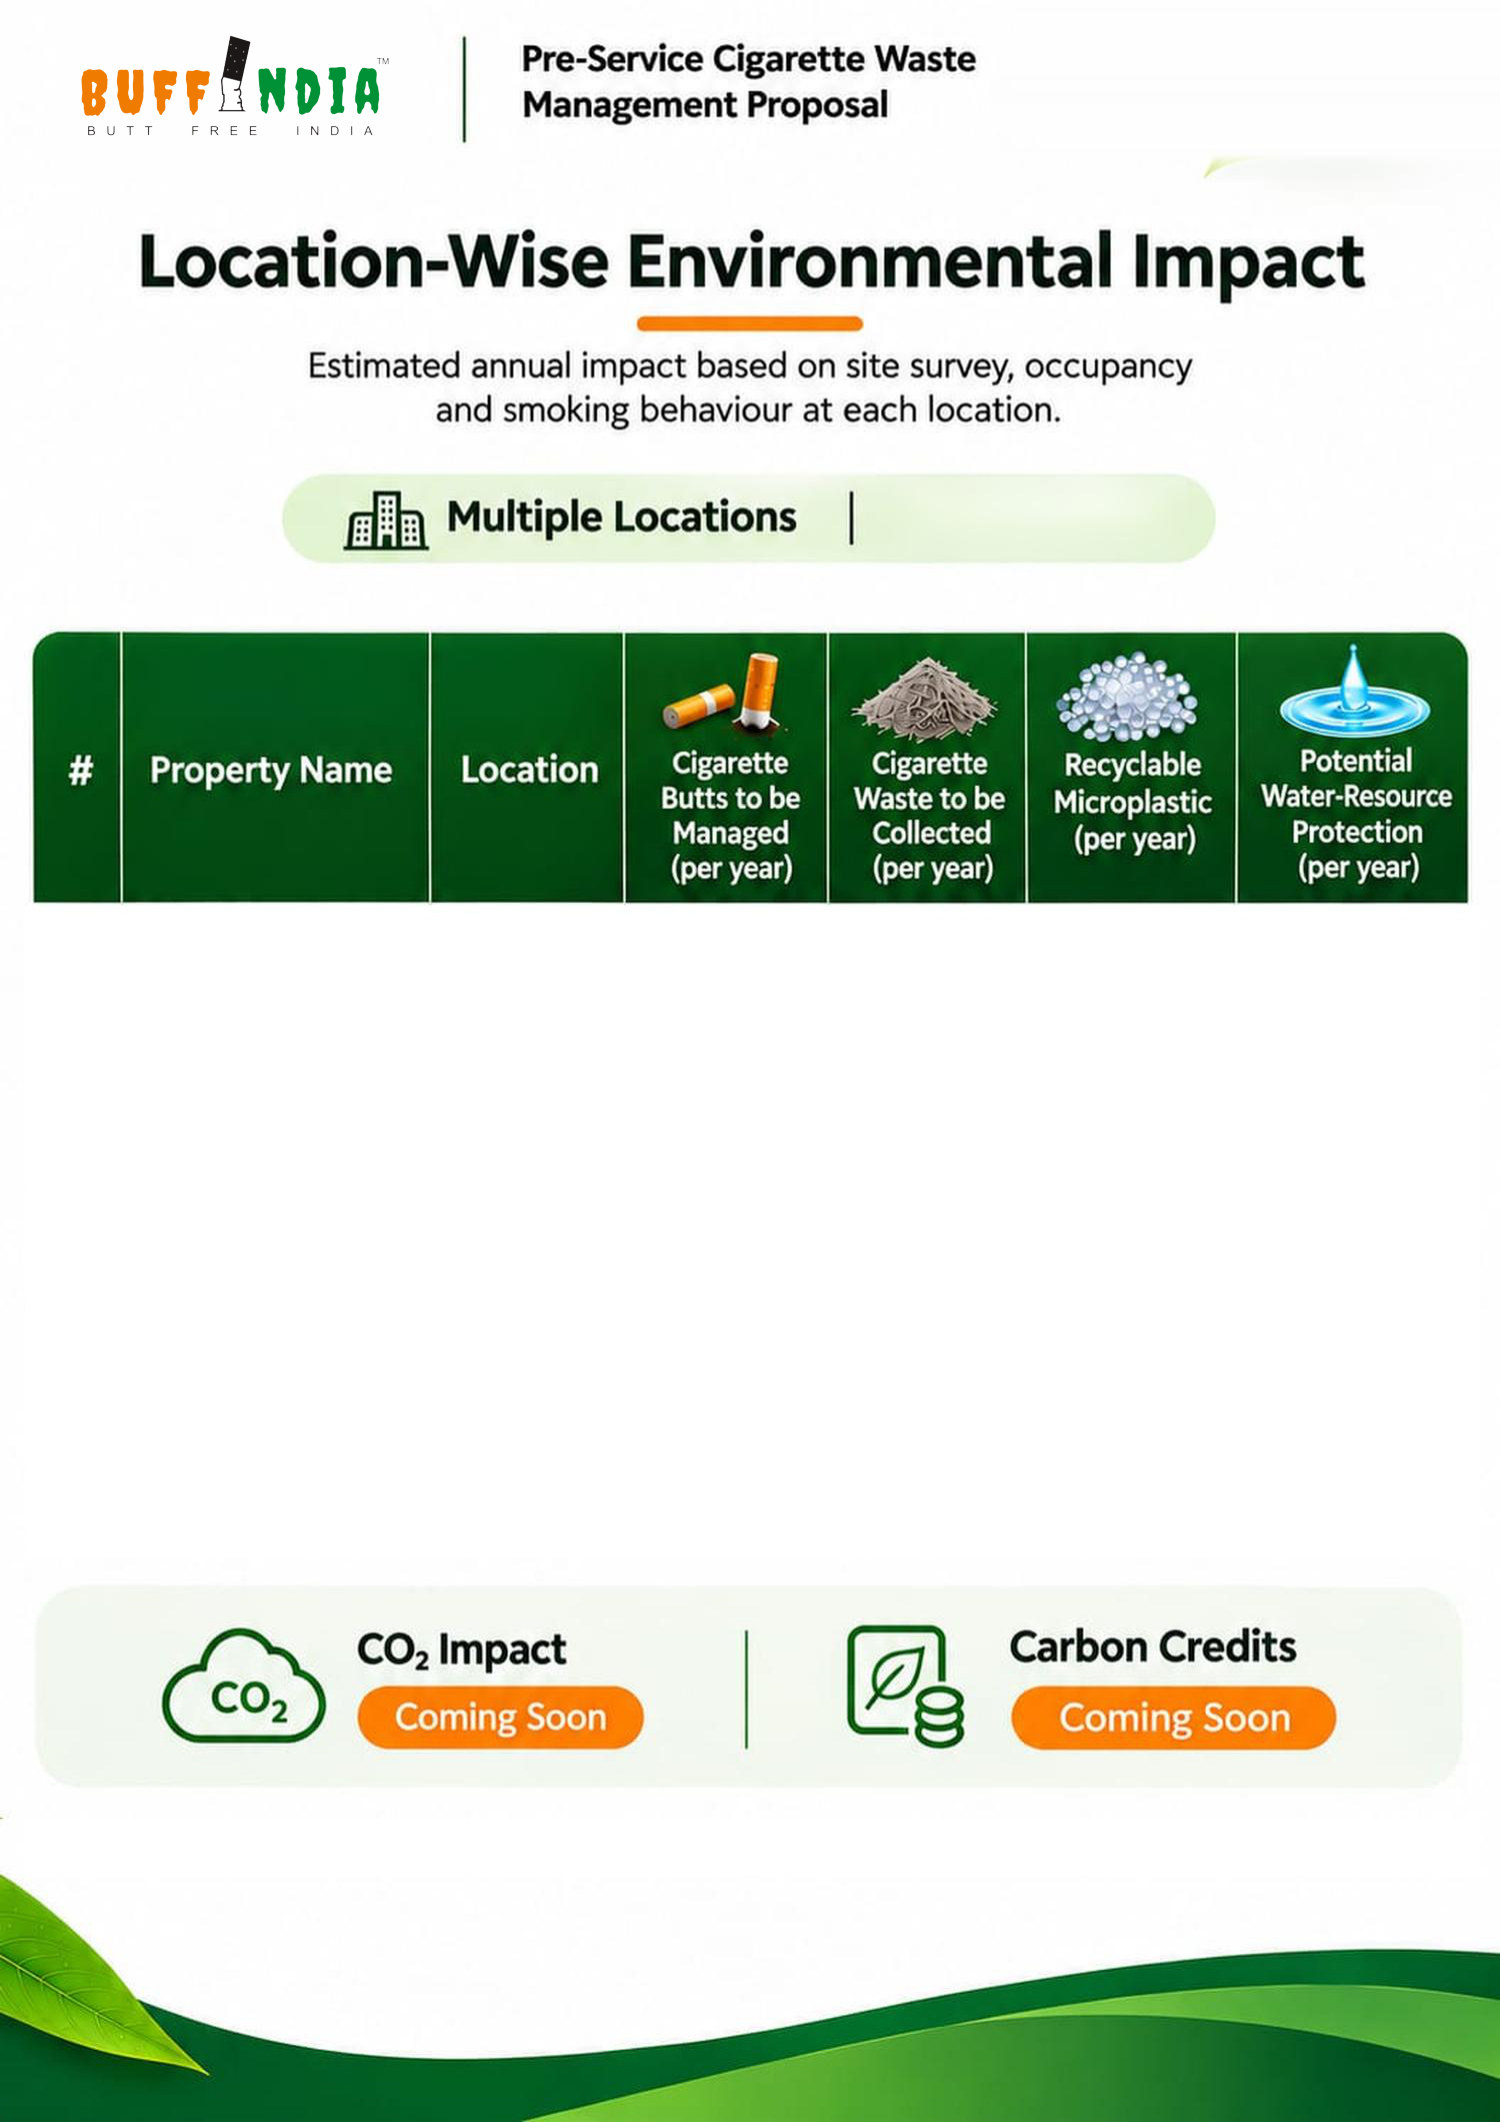 BUFFINDIA™
BUTT FREE INDIA
Pre-Service Cigarette Waste
Management Proposal
Location-Wise Environmental Impact
Estimated annual impact based on site survey, occupancy
and smoking behaviour at each location.
Multiple Locations |
#
Property Name
Location
Cigarette
Butts to be
Managed
(per year)
Cigarette
Waste to be
Collected
(per year)
Recyclable
Microplastic
(per year)
Potential
Water-Resource
Protection
(per year)
CO₂
CO₂ Impact
Coming Soon
Carbon Credits
Coming Soon